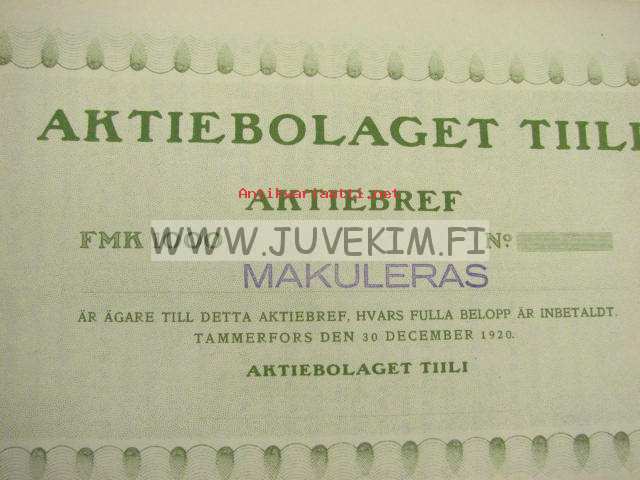 AKTIEBOLAGET TIILI
Antikvariaatti.net
AKTIEBREF
FMK 1000 Nº
WWW.JUVEKIM.FI
MAKULERAS
ÄR ÄGARE TILL DETTA AKTIEBREF, HVARS FULLA BELOPP ÄR INBETALDT.
TAMMERFORS DEN 30 DECEMBER 1920.
AKTIEBOLAGET TIILI